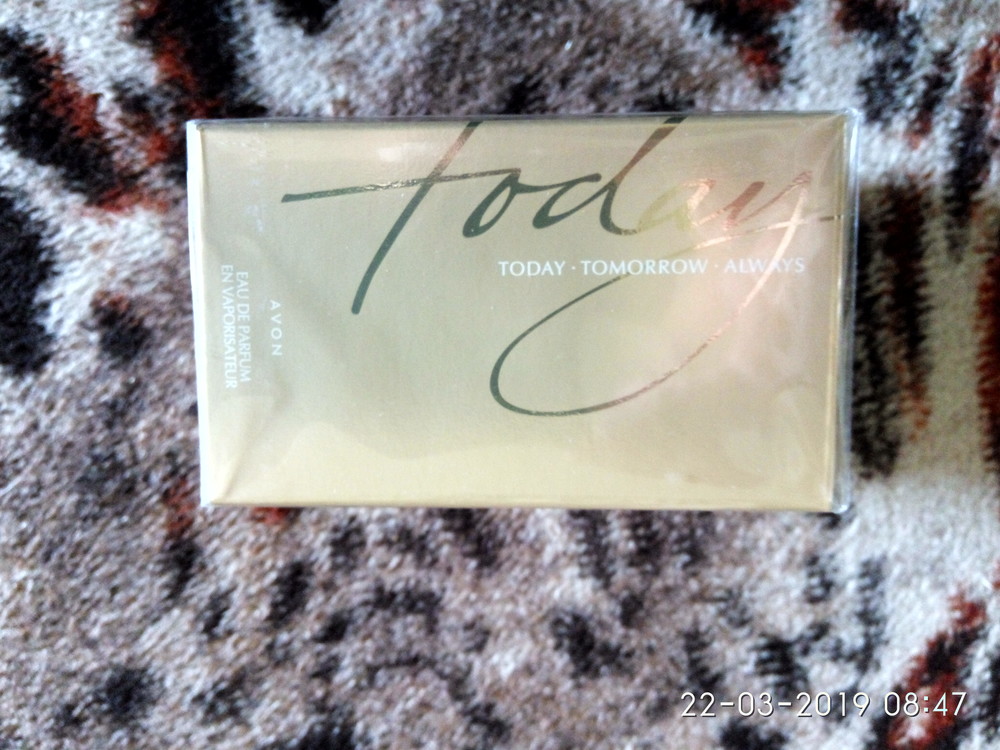 today
TODAY · TOMORROW · ALWAYS
AVON
EAU DE PARFUM
EN VAPORISATEUR
22-03-2019 08:47